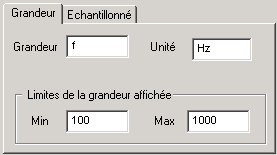 Grandeur Echantillonné
Grandeur f Unité Hz
Limites de la grandeur affichée
Min 100 Max 1000